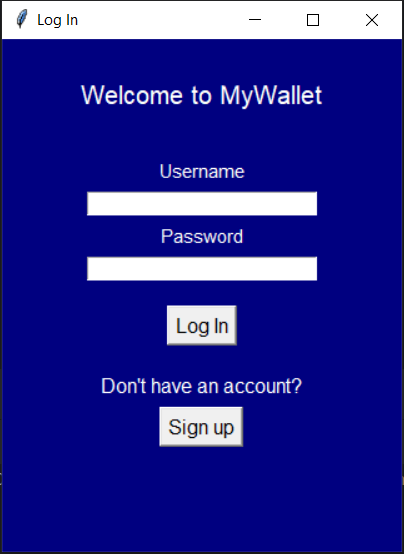 Log In
Welcome to MyWallet
Username
Password
Log In
Don't have an account?
Sign up